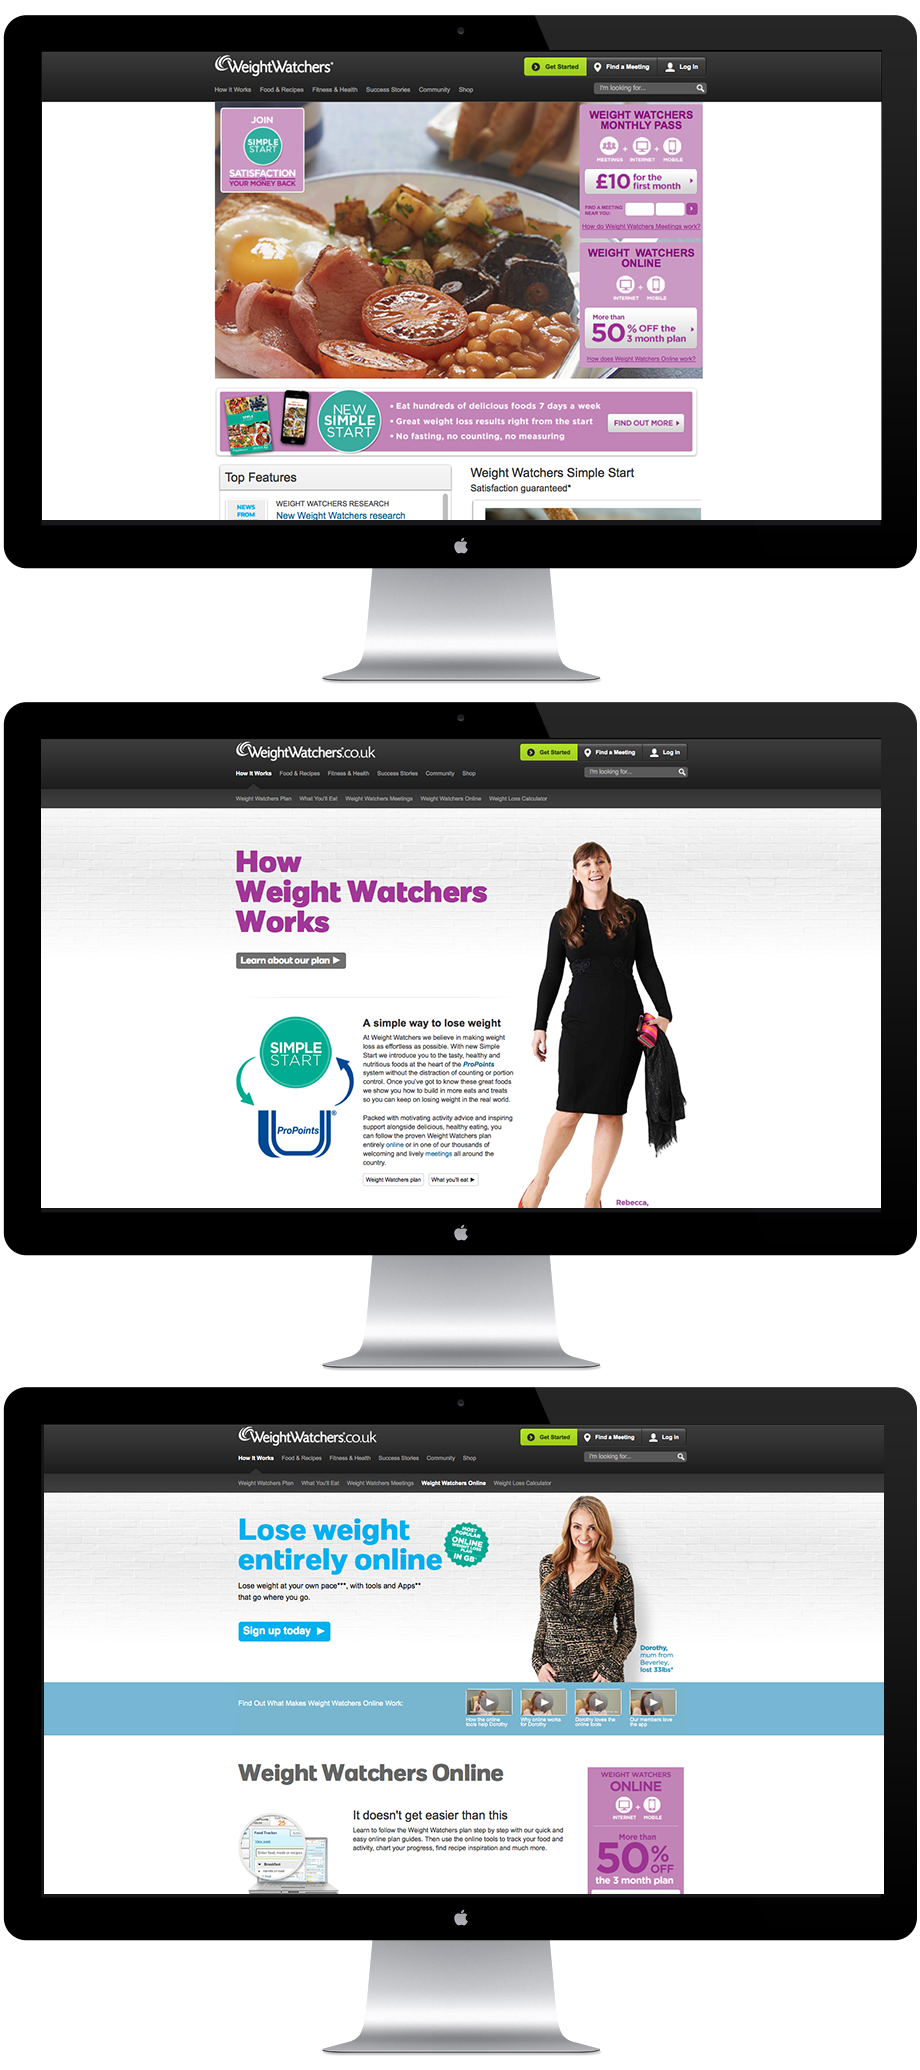 WeightWatchers
Get Started
Find a Meeting
Log In
How It Works Food & Recipes Fitness & Health Success Stories Community Shop
I'm looking for...
JOIN
SIMPLE
START
SATISFACTION
YOUR MONEY BACK
WEIGHT WATCHERS
MONTHLY PASS
MEETINGS + INTERNET + MOBILE
£10 for the
first month
FIND A MEETING
NEAR YOU:
How do Weight Watchers Meetings work?
WEIGHT WATCHERS
ONLINE
INTERNET + MOBILE
More than
50% OFF the
3 month plan
How does Weight Watchers Online work?
NEW
SIMPLE
START
• Eat hundreds of delicious foods 7 days a week
• Great weight loss results right from the start
• No fasting, no counting, no measuring
FIND OUT MORE
Top Features
NEWS
FROM
WEIGHT WATCHERS RESEARCH
New Weight Watchers research
Weight Watchers Simple Start
Satisfaction guaranteed*
WeightWatchers.co.uk
Get Started
Find a Meeting
Log in
How It Works Food & Recipes Fitness & Health Success Stories Community Shop
I'm looking for...
Weight Watchers Plan What You'll Eat Weight Watchers Meetings Weight Watchers Online Weight Loss Calculator
How
Weight Watchers
Works
Learn about our plan
SIMPLE
START
ProPoints®
A simple way to lose weight
At Weight Watchers we believe in making weight
loss as effortless as possible. With new Simple
Start we introduce you to the tasty, healthy and
nutritious foods at the heart of the ProPoints
system without the distraction of counting or portion
control. Once you've got to know these great foods
we show you how to build in more eats and treats
so you can keep on losing weight in the real world.
Packed with motivating activity advice and inspiring
support alongside delicious, healthy eating, you
can follow the proven Weight Watchers plan
entirely online or in one of our thousands of
welcoming and lively meetings all around the
country.
Weight Watchers plan
What you'll eat
Rebecca,
WeightWatchers.co.uk
Get Started
Find a Meeting
Log in
How It Works Food & Recipes Fitness & Health Success Stories Community Shop
I'm looking for...
Weight Watchers Plan What You'll Eat Weight Watchers Meetings Weight Watchers Online Weight Loss Calculator
Lose weight
entirely online
MOST
POPULAR
ONLINE
WEIGHT LOSS
PLAN
IN GB*
Lose weight at your own pace***, with tools and Apps**
that go where you go.
Sign up today
Dorothy,
mum from
Beverley,
lost 33lbs*
Find Out What Makes Weight Watchers Online Work:
How the online
tools help Dorothy
Why online works
for Dorothy
Dorothy loves the
online tools
Our members love
the app
Weight Watchers Online
It doesn't get easier than this
Learn to follow the Weight Watchers plan step by step with our quick and
easy online plan guides. Then use the online tools to track your food and
activity, chart your progress, find recipe inspiration and much more.
25
Food Tracker
Enter food, meals or recipes
Breakfast
WEIGHT WATCHERS
ONLINE
INTERNET + MOBILE
More than
50% OFF
the 3 month plan